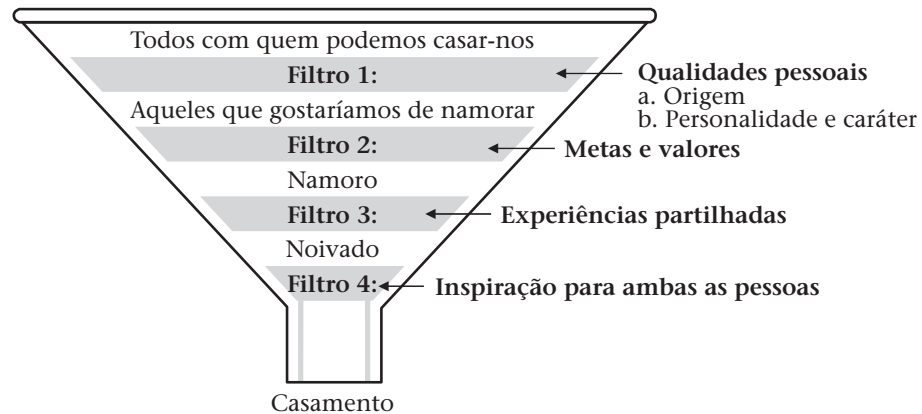 Todos com quem podemos casar-nos
Filtro 1:
Qualidades pessoais
a. Origem
b. Personalidade e caráter
Aqueles que gostaríamos de namorar
Filtro 2:
Metas e valores
Namoro
Filtro 3:
Experiências partilhadas
Noivado
Filtro 4:
Inspiração para ambas as pessoas
Casamento